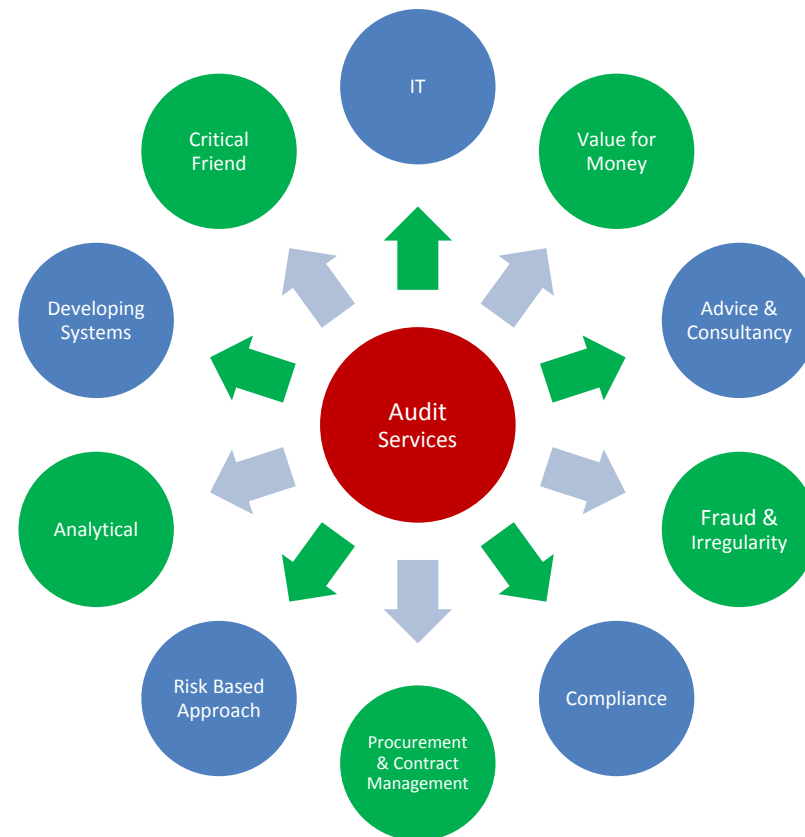 IT
Value for
Money
Advice &
Consultancy
Fraud &
Irregularity
Compliance
Procurement
& Contract
Management
Risk Based
Approach
Analytical
Developing
Systems
Critical
Friend
Audit
Services